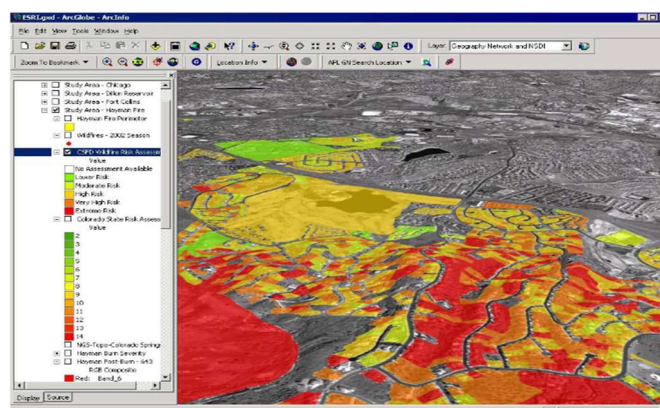 ESRI.gmd - ArcGlobe - ArcInfo
File Edit View Tools Window Help
Layer: Geography Network and NSDI
Zoom To Bookmark Location Info APL GN Search Location
Study Area - Chicago
Study Area - Dillon Reservoir
Study Area - Fort Collins
Study Area - Hayman Fire
Hayman Fire Perimeter
Wildfires - 2002 Season
CSFD Wildfire Risk Assessm
Value
No Assessment Available
Lower Risk
Moderate Risk
High Risk
Very High Risk
Extreme Risk
Colorado State Risk Assess
Value
2
3
4
5
6
7
8
9
10
11
12
13
14
NGS-Topo-Colorado Spring
Hayman Burn Severity
Hayman Post-Burn - 643
RGB Composite
Red: Band_6
Display Source